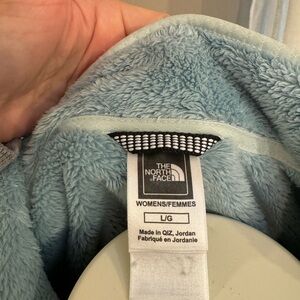 THE
NORTH
FACE
WOMENS/FEMMES
L/G
Made in QIZ, Jordan
Fabriqué en Jordanie